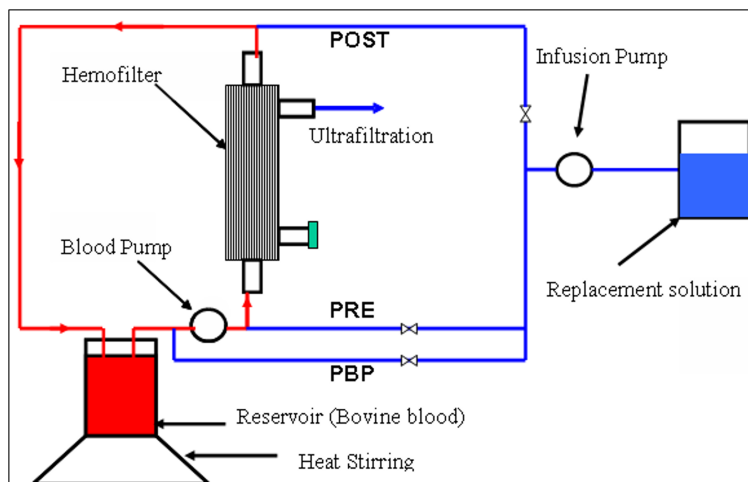 POST
Infusion Pump
Hemofilter
Ultrafiltration
Blood Pump
Replacement solution
PRE
PBP
Reservoir (Bovine blood)
Heat Stirring